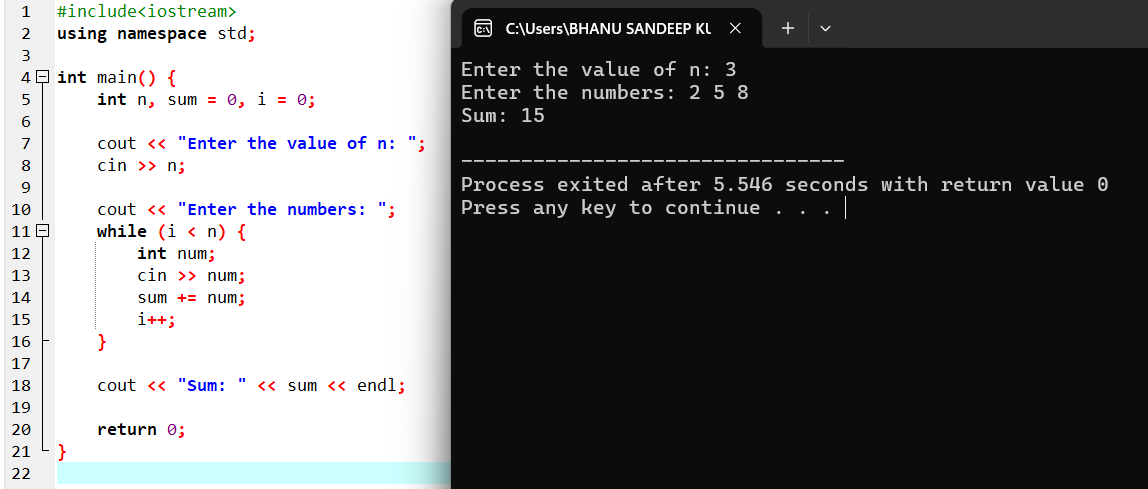 1 #include<iostream>
2 using namespace std;
3
4 int main() {
5 int n, sum = 0, i = 0;
6
7 cout << "Enter the value of n: ";
8 cin >> n;
9
10 cout << "Enter the numbers: ";
11 while (i < n) {
12 int num;
13 cin >> num;
14 sum += num;
15 i++;
16 }
17
18 cout << "Sum: " << sum << endl;
19
20 return 0;
21 }
22
C:\Users\BHANU SANDEEP KU
Enter the value of n: 3
Enter the numbers: 2 5 8
Sum: 15
--------------------------------
Process exited after 5.546 seconds with return value 0
Press any key to continue . . .